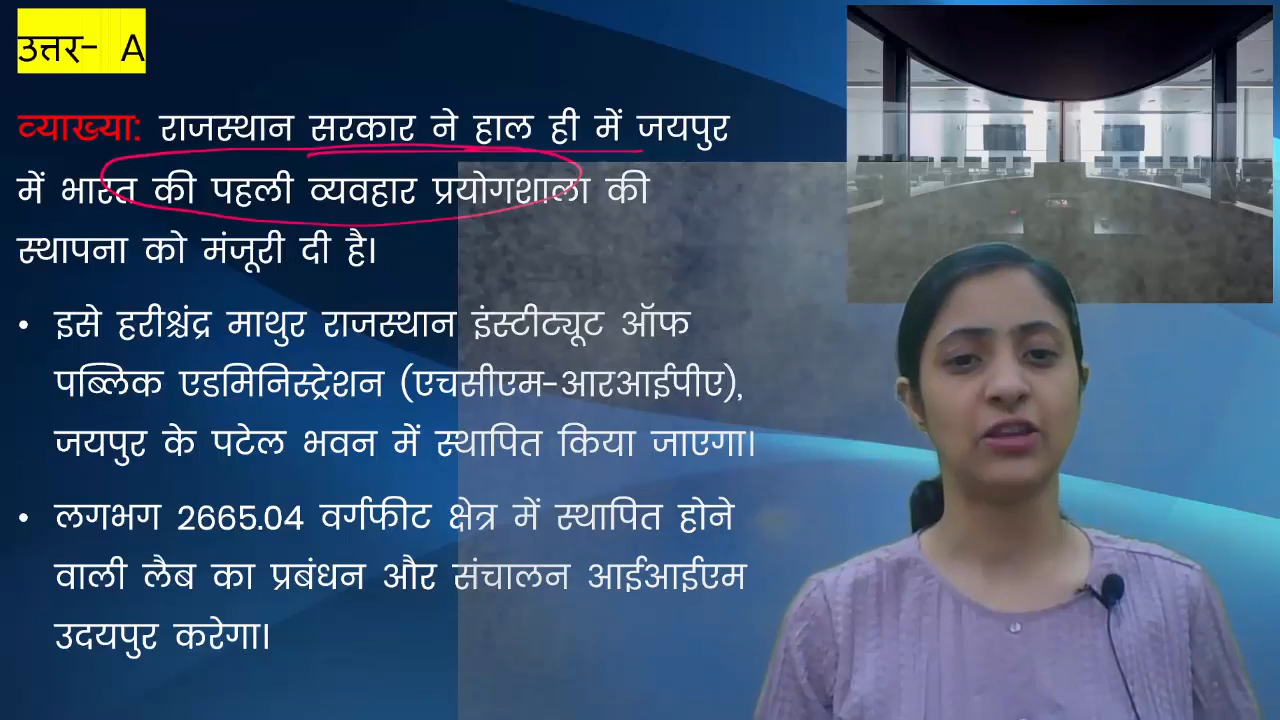 उत्तर- A
व्याख्या: राजस्थान सरकार ने हाल ही में जयपुर
में भारत की पहली व्यवहार प्रयोगशाला की
स्थापना को मंजूरी दी है।
• इसे हरीश्चंद्र माथुर राजस्थान इंस्टीट्यूट ऑफ
पब्लिक एडमिनिस्ट्रेशन (एचसीएम-आरआईपीए),
जयपुर के पटेल भवन में स्थापित किया जाएगा।
• लगभग 2665.04 वर्गफीट क्षेत्र में स्थापित होने
वाली लैब का प्रबंधन और संचालन आईआईएम
उदयपुर करेगा।